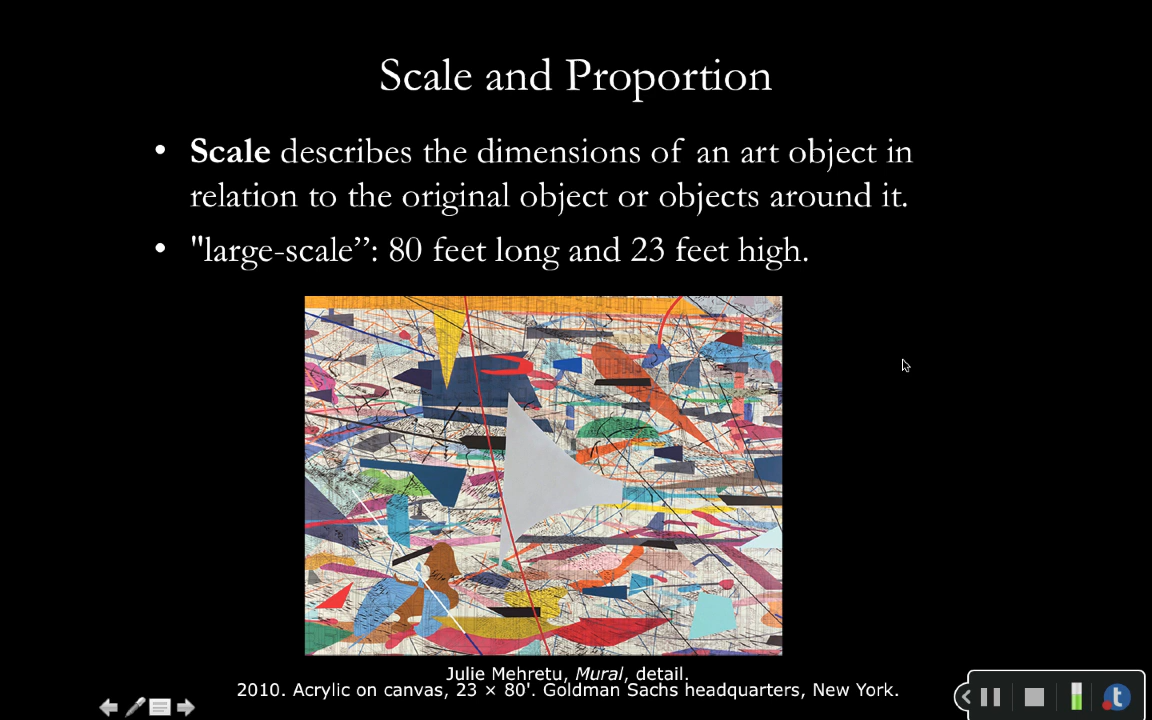 Scale and Proportion
• Scale describes the dimensions of an art object in
relation to the original object or objects around it.
• "large-scale’’: 80 feet long and 23 feet high.
Julie Mehretu, Mural, detail.
2010. Acrylic on canvas, 23 × 80'. Goldman Sachs headquarters, New York.
t